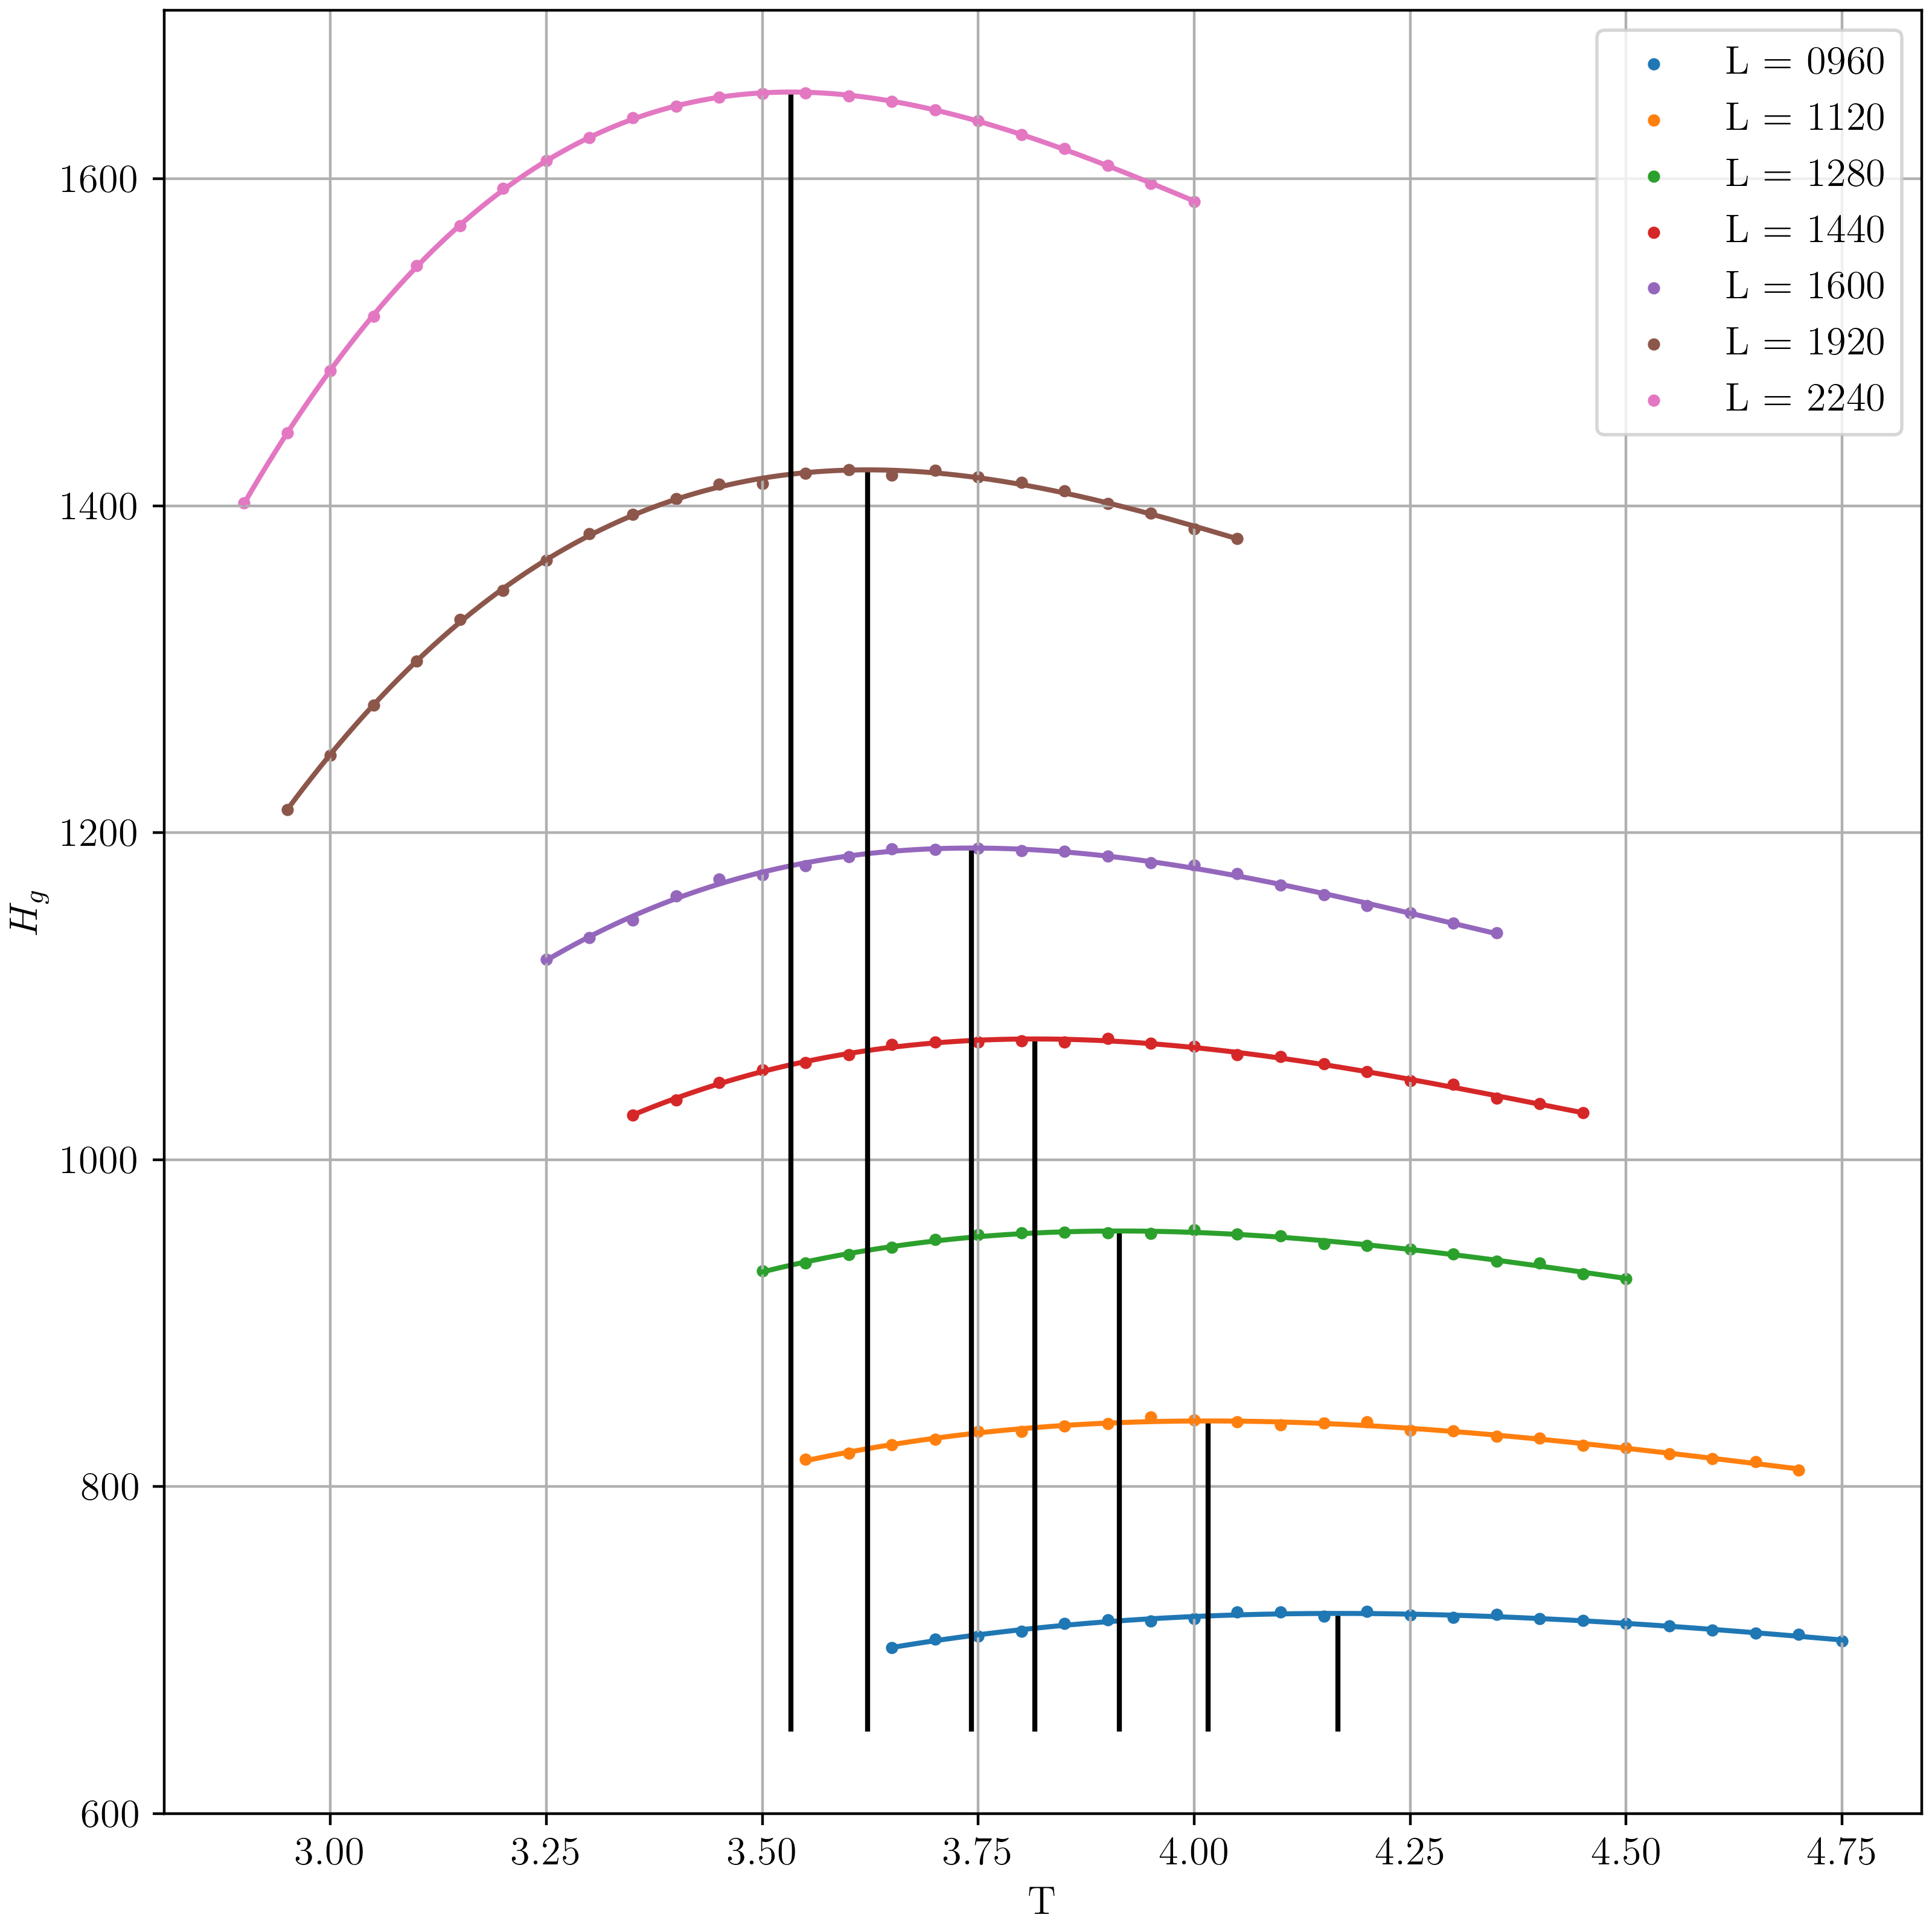 L = 0960
L = 1120
L = 1280
L = 1440
L = 1600
L = 1920
L = 2240
1600
1400
1200
1000
800
600
H_g
3.00 3.25 3.50 3.75 4.00 4.25 4.50 4.75
T